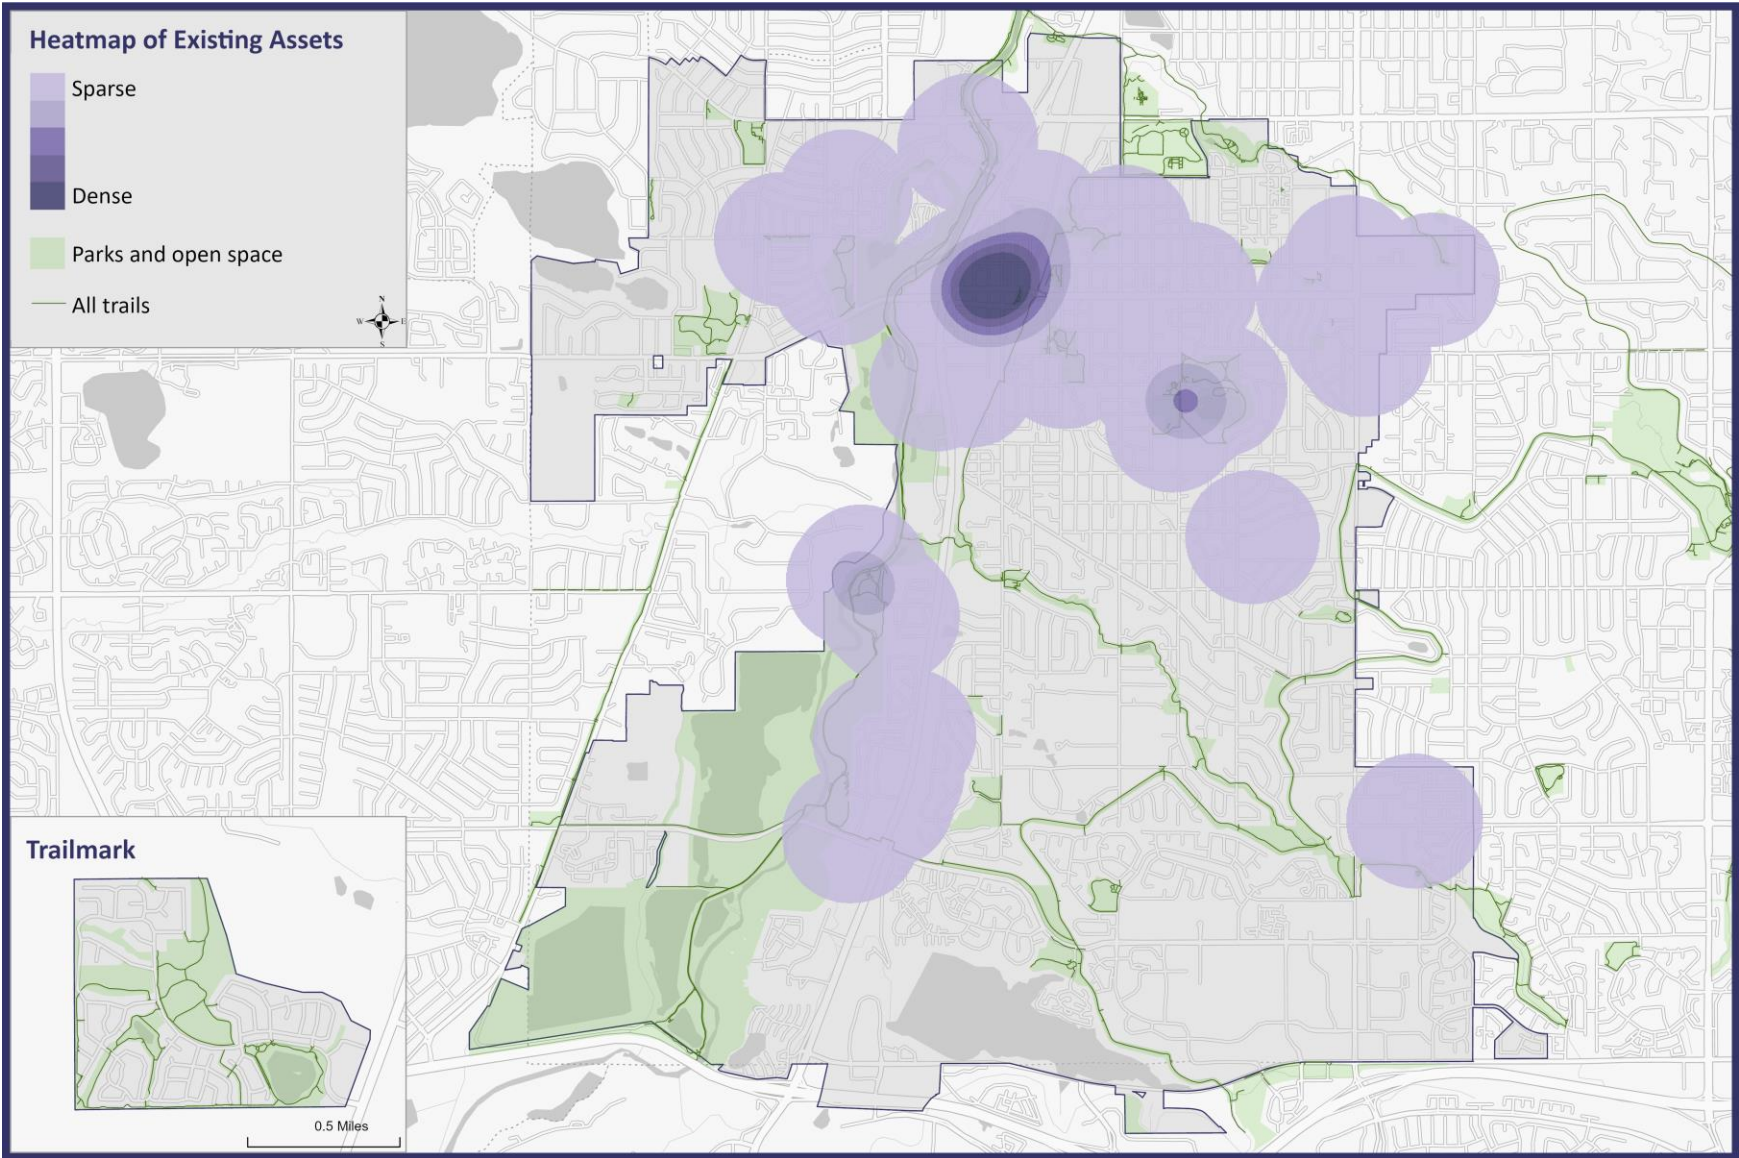 Heatmap of Existing Assets
Sparse
Dense
Parks and open space
All trails
N
W E
S
Trailmark
0.5 Miles